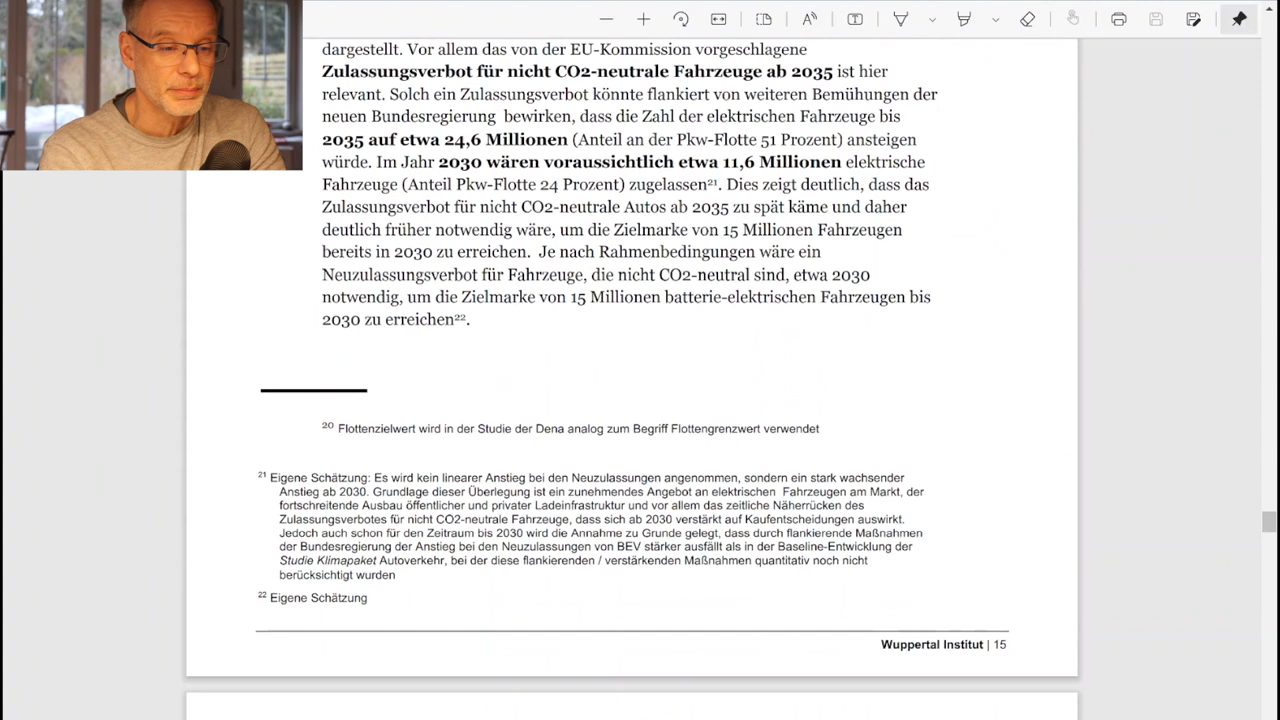 dargestellt. Vor allem das von der EU-Kommission vorgeschlagene
Zulassungsverbot für nicht CO2-neutrale Fahrzeuge ab 2035 ist hier
relevant. Solch ein Zulassungsverbot könnte flankiert von weiteren Bemühungen der
neuen Bundesregierung bewirken, dass die Zahl der elektrischen Fahrzeuge bis
2035 auf etwa 24,6 Millionen (Anteil an der Pkw-Flotte 51 Prozent) ansteigen
würde. Im Jahr 2030 wären voraussichtlich etwa 11,6 Millionen elektrische
Fahrzeuge (Anteil Pkw-Flotte 24 Prozent) zugelassen²¹. Dies zeigt deutlich, dass das
Zulassungsverbot für nicht CO2-neutrale Autos ab 2035 zu spät käme und daher
deutlich früher notwendig wäre, um die Zielmarke von 15 Millionen Fahrzeugen
bereits in 2030 zu erreichen. Je nach Rahmenbedingungen wäre ein
Neuzulassungsverbot für Fahrzeuge, die nicht CO2-neutral sind, etwa 2030
notwendig, um die Zielmarke von 15 Millionen batterie-elektrischen Fahrzeugen bis
2030 zu erreichen²².
20 Flottenzielwert wird in der Studie der Dena analog zum Begriff Flottengrenzwert verwendet
21 Eigene Schätzung: Es wird kein linearer Anstieg bei den Neuzulassungen angenommen, sondern ein stark wachsender
Anstieg ab 2030. Grundlage dieser Überlegung ist ein zunehmendes Angebot an elektrischen Fahrzeugen am Markt, der
fortschreitende Ausbau öffentlicher und privater Ladeinfrastruktur und vor allem das zeitliche Näherrücken des
Zulassungsverbotes für nicht CO2-neutrale Fahrzeuge, dass sich ab 2030 verstärkt auf Kaufentscheidungen auswirkt.
Jedoch auch schon für den Zeitraum bis 2030 wird die Annahme zu Grunde gelegt, dass durch flankierende Maßnahmen
der Bundesregierung der Anstieg bei den Neuzulassungen von BEV stärker ausfällt als in der Baseline-Entwicklung der
Studie Klimapaket Autoverkehr, bei der diese flankierenden / verstärkenden Maßnahmen quantitativ noch nicht
berücksichtigt wurden
22 Eigene Schätzung
Wuppertal Institut | 15